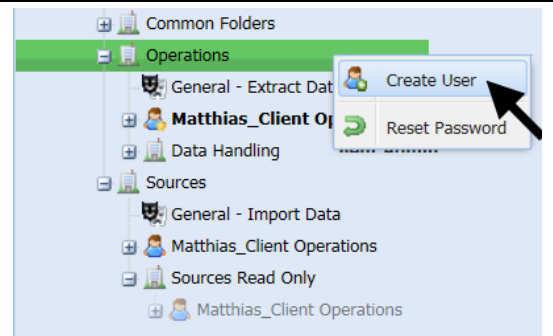 Common Folders
Operations
Create User
General - Extract Dat
Matthias_Client Op
Reset Password
Data Handling
Sources
General - Import Data
Matthias_Client Operations
Sources Read Only
Matthias_Client Operations